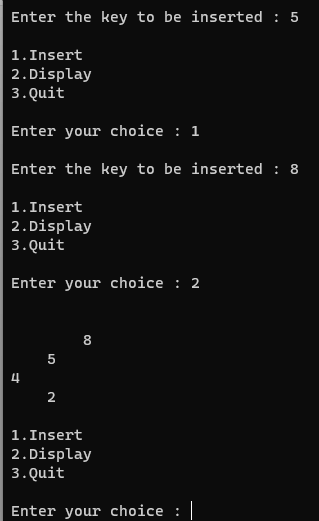 Enter the key to be inserted : 5
1.Insert
2.Display
3.Quit
Enter your choice : 1
Enter the key to be inserted : 8
1.Insert
2.Display
3.Quit
Enter your choice : 2
8
5
4
2
1.Insert
2.Display
3.Quit
Enter your choice :